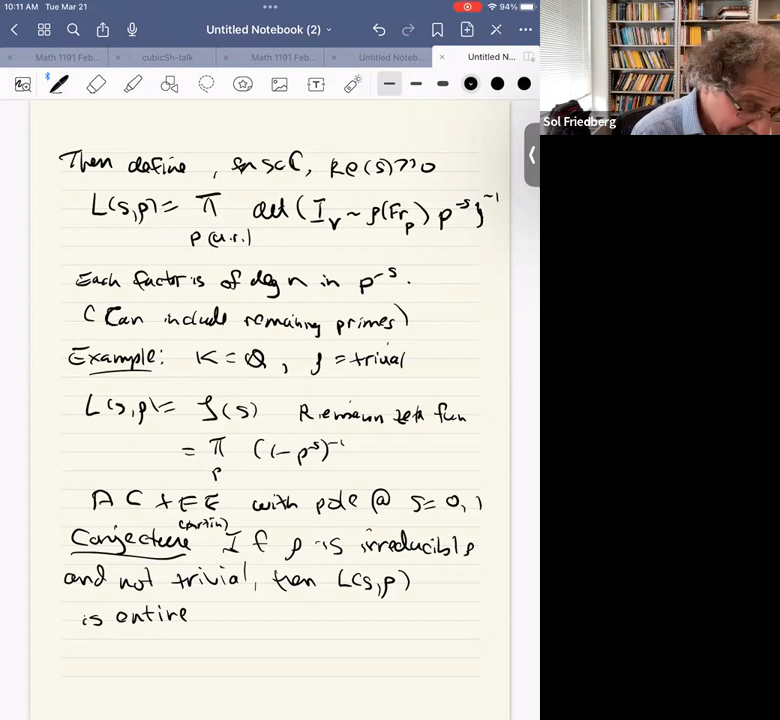 10:11 AM Tue Mar 21
94%
Untitled Notebook (2)
Math 1191 Feb...
cubicSh-talk
Math 1191 Feb...
Untitled Noteb...
Untitled N...
Sol Friedberg
Then define, for s∈ℂ, Re(s)>>0
L(s,ρ) = Π det(I_V - ρ(Fr_p) p^-s)^-1
p (u.r.)
Each factor is of deg n in p^-s.
(Can include remaining primes)
Example: K = Q, ρ = trivial
L(s,ρ) = ζ(s) Riemann zeta fun
= Π (1-p^-s)^-1
p
AC + FE with pole @ s=0,1
(Artin)
Conjecture If ρ is irreducible
and not trivial, then L(s,ρ)
is entire